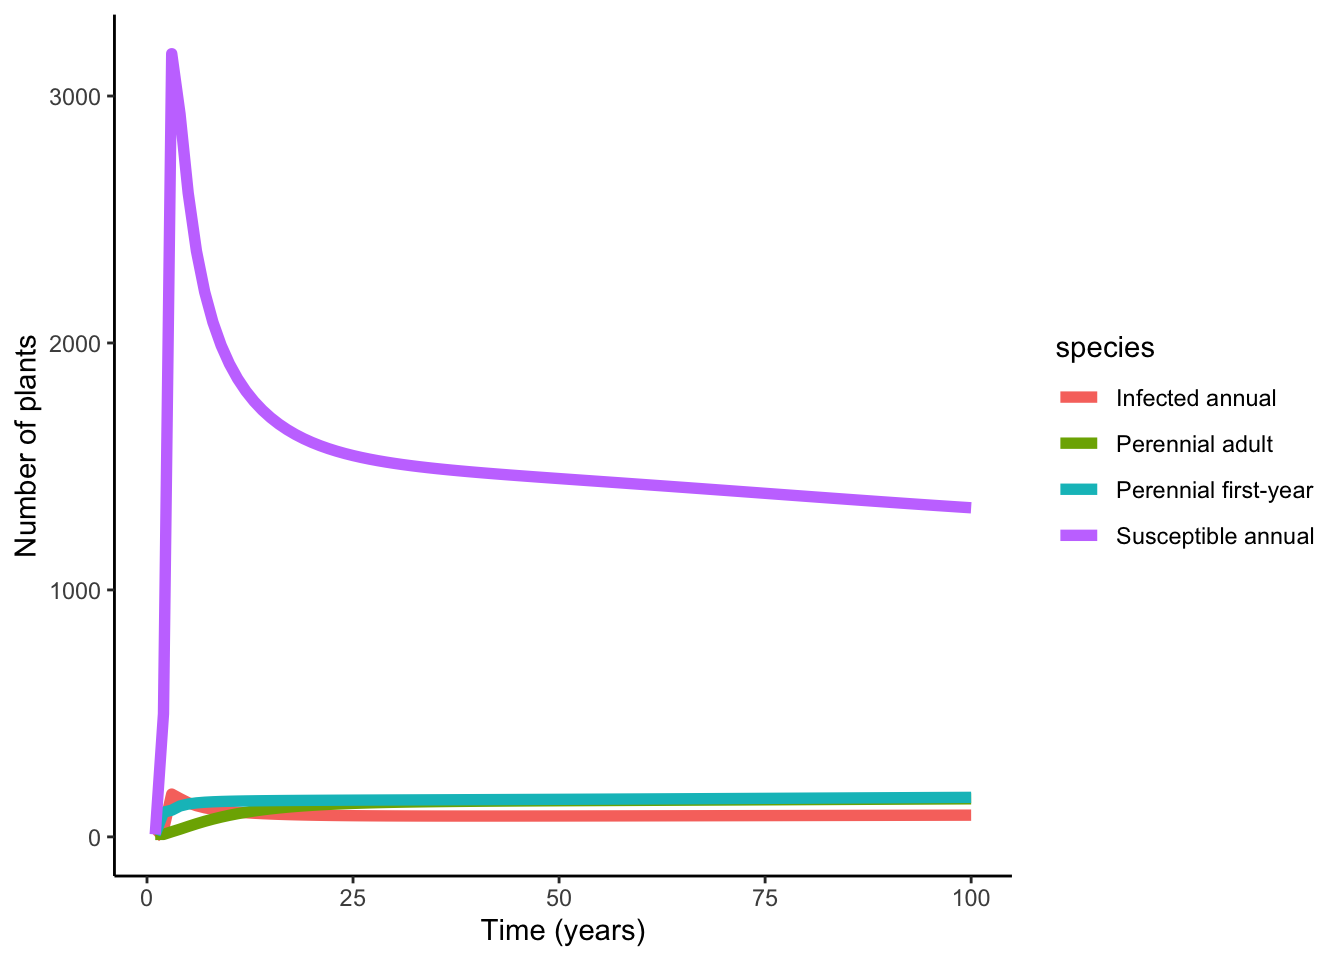 Number of plants
3000
2000
1000
0
0 25 50 75 100
Time (years)
species
Infected annual
Perennial adult
Perennial first-year
Susceptible annual